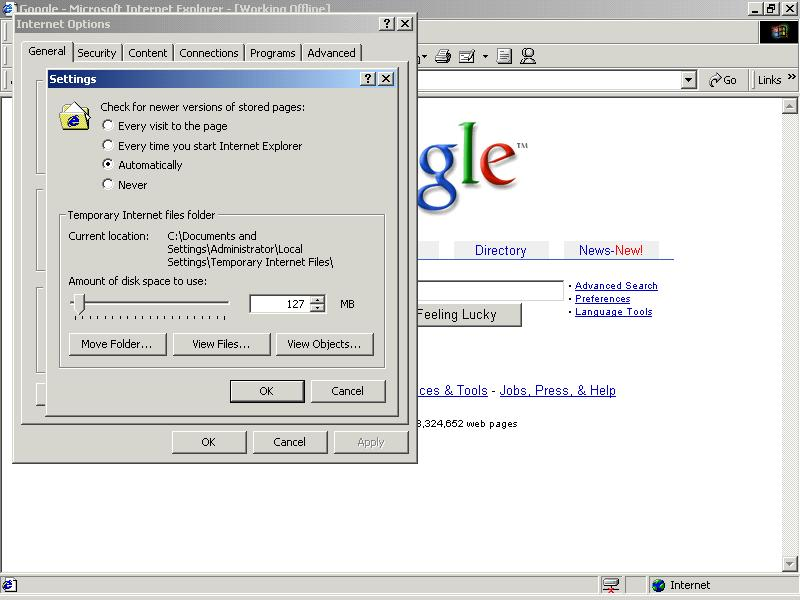 Google - Microsoft Internet Explorer - [Working Offline]
Internet Options
General Security Content Connections Programs Advanced
Settings
Check for newer versions of stored pages:
Every visit to the page
Every time you start Internet Explorer
Automatically
Never
Temporary Internet files folder
Current location: C:\Documents and
Settings\Administrator\Local
Settings\Temporary Internet Files\
Amount of disk space to use:
127 MB
Move Folder... View Files... View Objects...
OK Cancel
OK Cancel Apply
Go Links »
gle™
Directory News-New!
• Advanced Search
• Preferences
• Language Tools
Feeling Lucky
ces & Tools - Jobs, Press, & Help
3,324,652 web pages
Internet